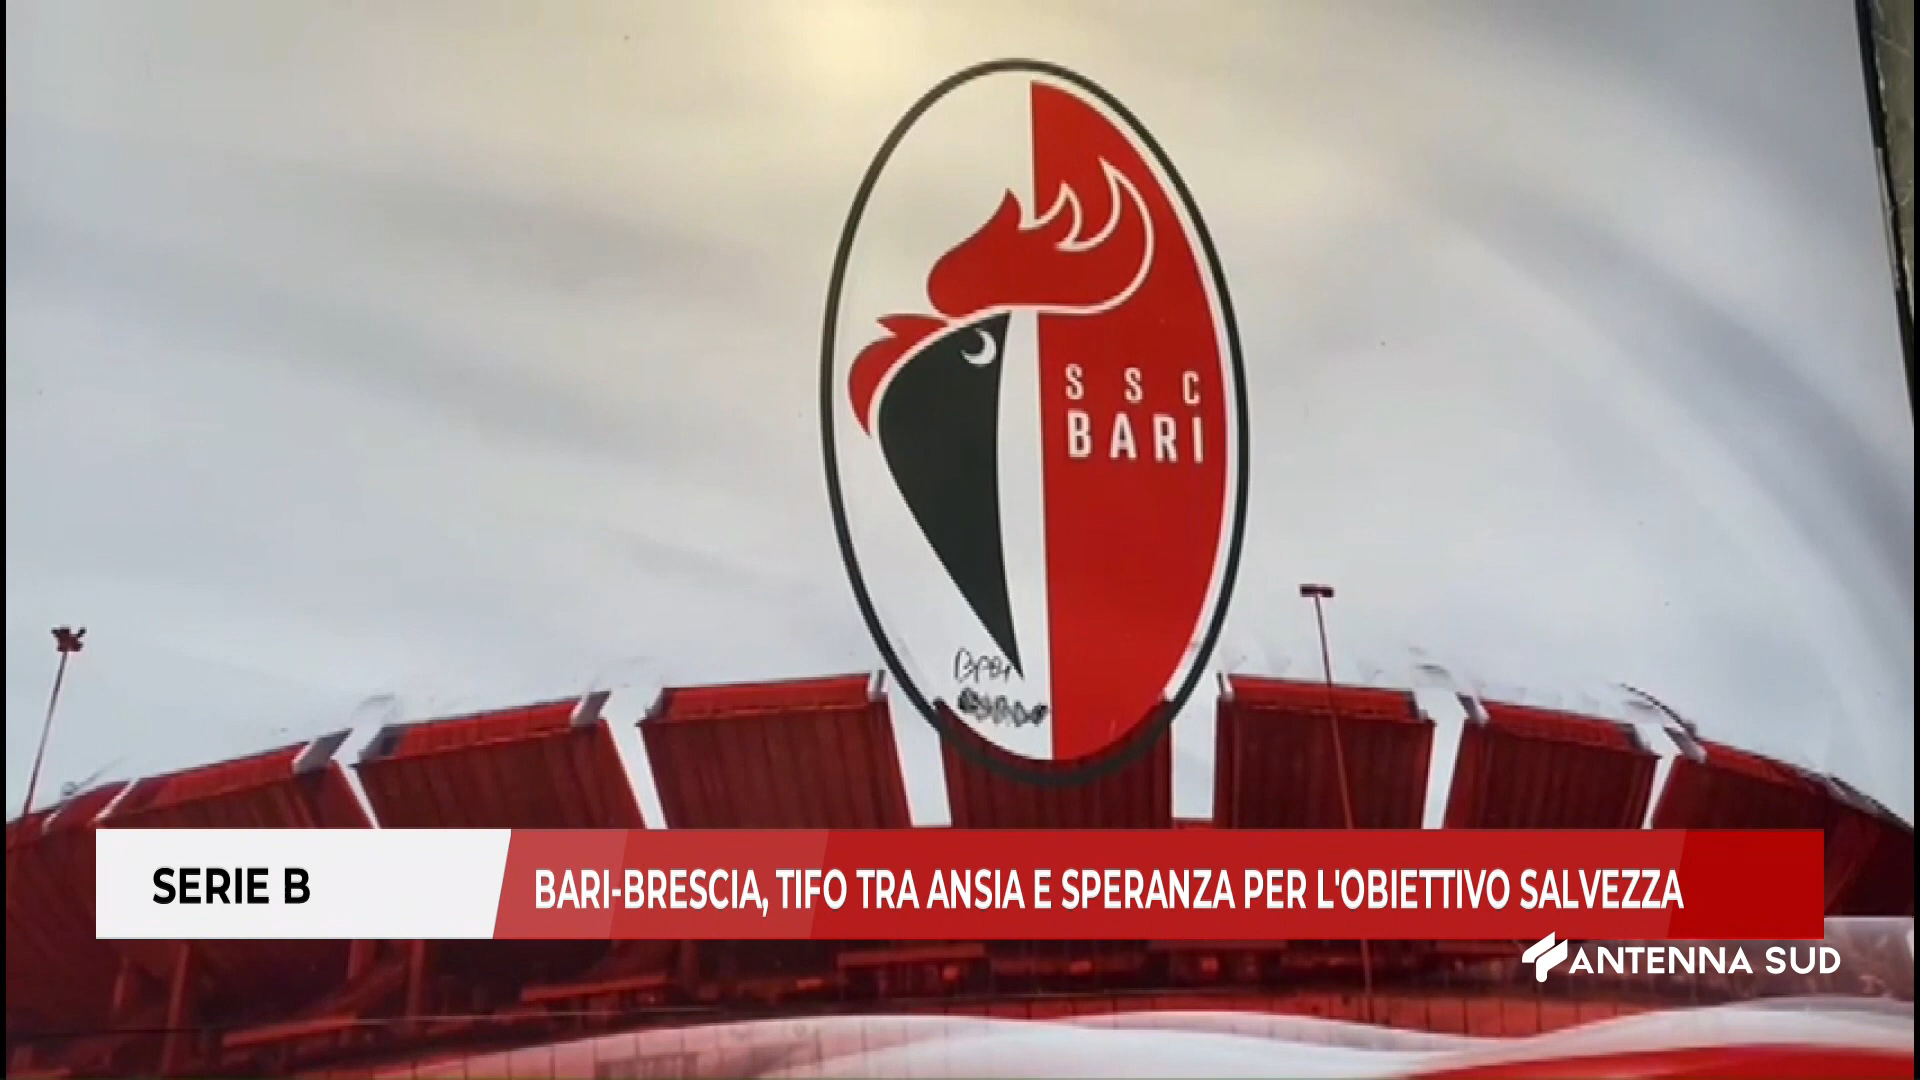 SSC
BARI
SERIE B
BARI-BRESCIA, TIFO TRA ANSIA E SPERANZA PER L'OBIETTIVO SALVEZZA
ANTENNA SUD